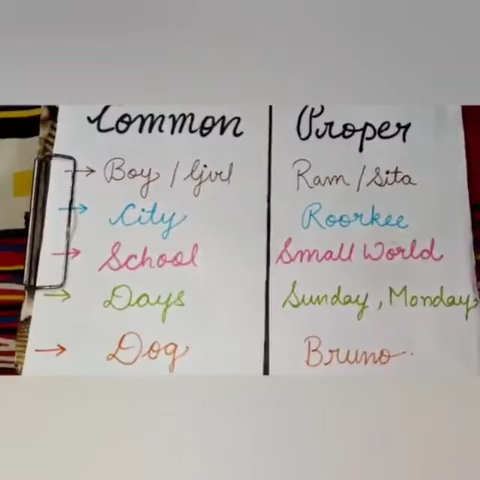 Common Proper
→ Boy / Girl Ram / Sita
→ City Roorkee
→ School Small World
→ Days Sunday, Monday
→ Dog Bruno.